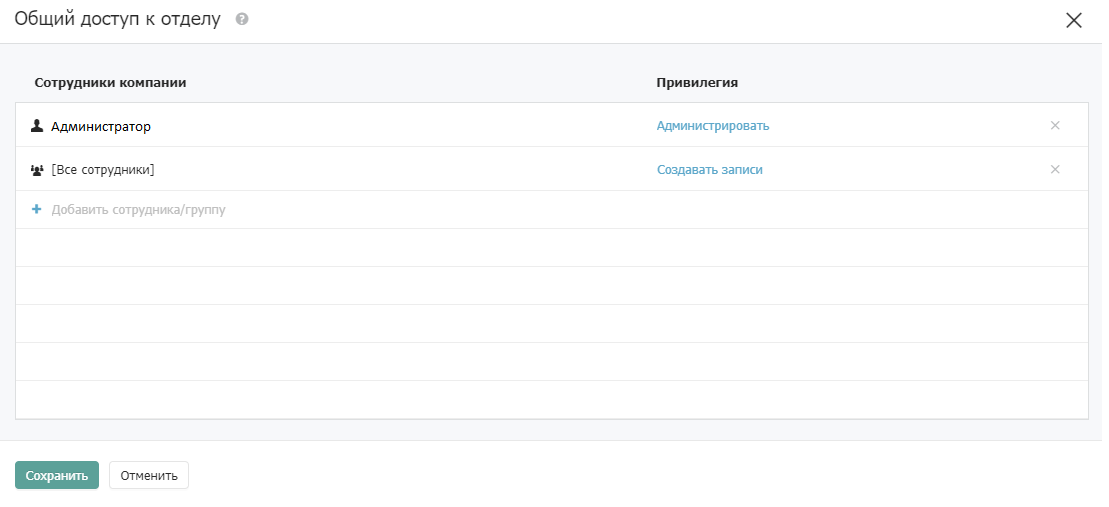 Общий доступ к отделу ?
Сотрудники компании Привилегия
Администратор Администрировать
[Все сотрудники] Создавать записи
+ Добавить сотрудника/группу
Сохранить Отменить